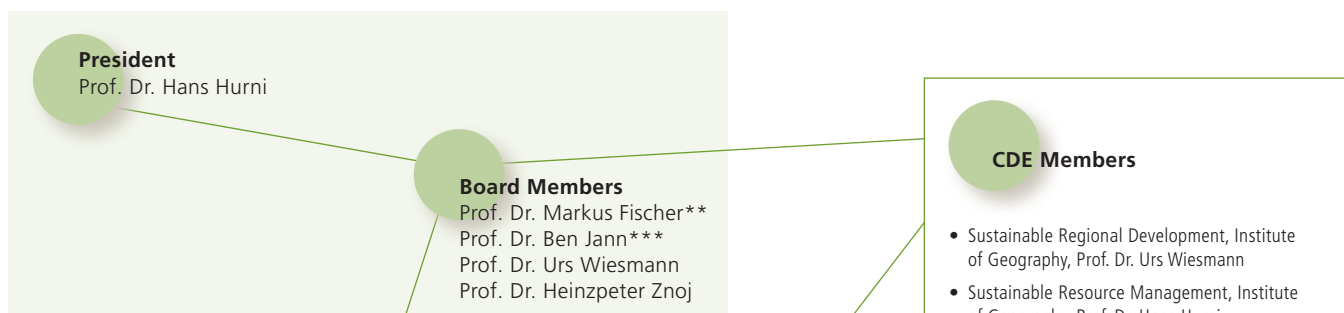 President
Prof. Dr. Hans Hurni
Board Members
Prof. Dr. Markus Fischer**
Prof. Dr. Ben Jann***
Prof. Dr. Urs Wiesmann
Prof. Dr. Heinzpeter Znoj
CDE Members
• Sustainable Regional Development, Institute
of Geography, Prof. Dr. Urs Wiesmann
• Sustainable Resource Management, Institute